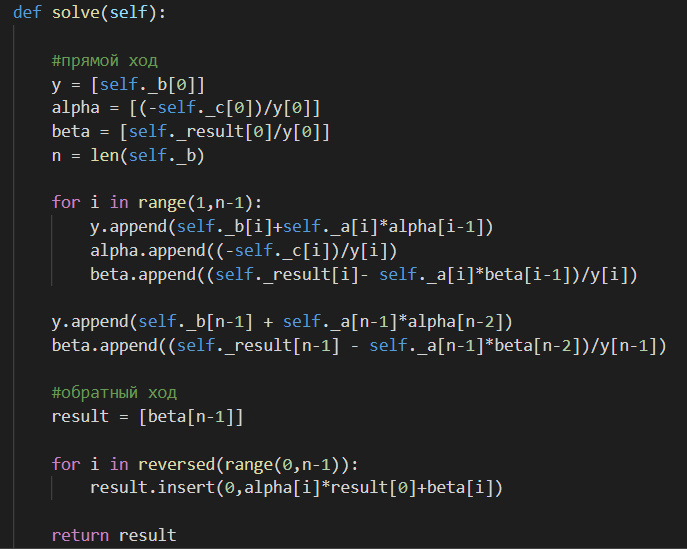 def solve(self):
#прямой ход
y = [self._b[0]]
alpha = [(-self._c[0])/y[0]]
beta = [self._result[0]/y[0]]
n = len(self._b)
for i in range(1,n-1):
y.append(self._b[i]+self._a[i]*alpha[i-1])
alpha.append((-self._c[i])/y[i])
beta.append((self._result[i]- self._a[i]*beta[i-1])/y[i])
y.append(self._b[n-1] + self._a[n-1]*alpha[n-2])
beta.append((self._result[n-1] - self._a[n-1]*beta[n-2])/y[n-1])
#обратный ход
result = [beta[n-1]]
for i in reversed(range(0,n-1)):
result.insert(0,alpha[i]*result[0]+beta[i])
return result